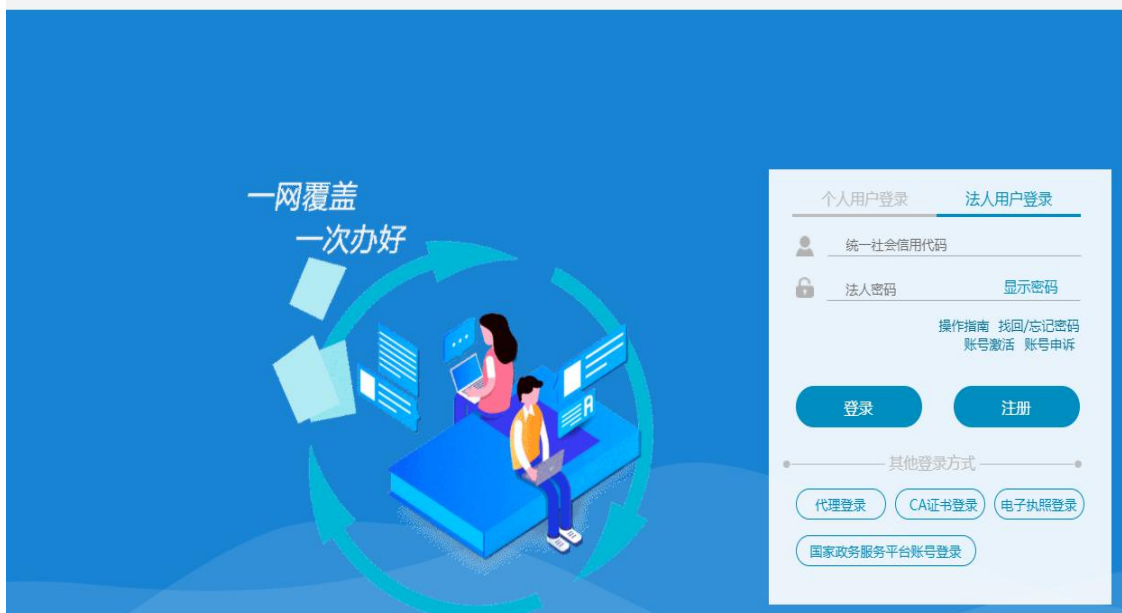 一网覆盖
一次办好
个人用户登录 法人用户登录
统一社会信用代码
法人密码 显示密码
操作指南 找回/忘记密码
账号激活 账号申诉
登录 注册
其他登录方式
代理登录 CA证书登录 电子执照登录
国家政务服务平台账号登录
A